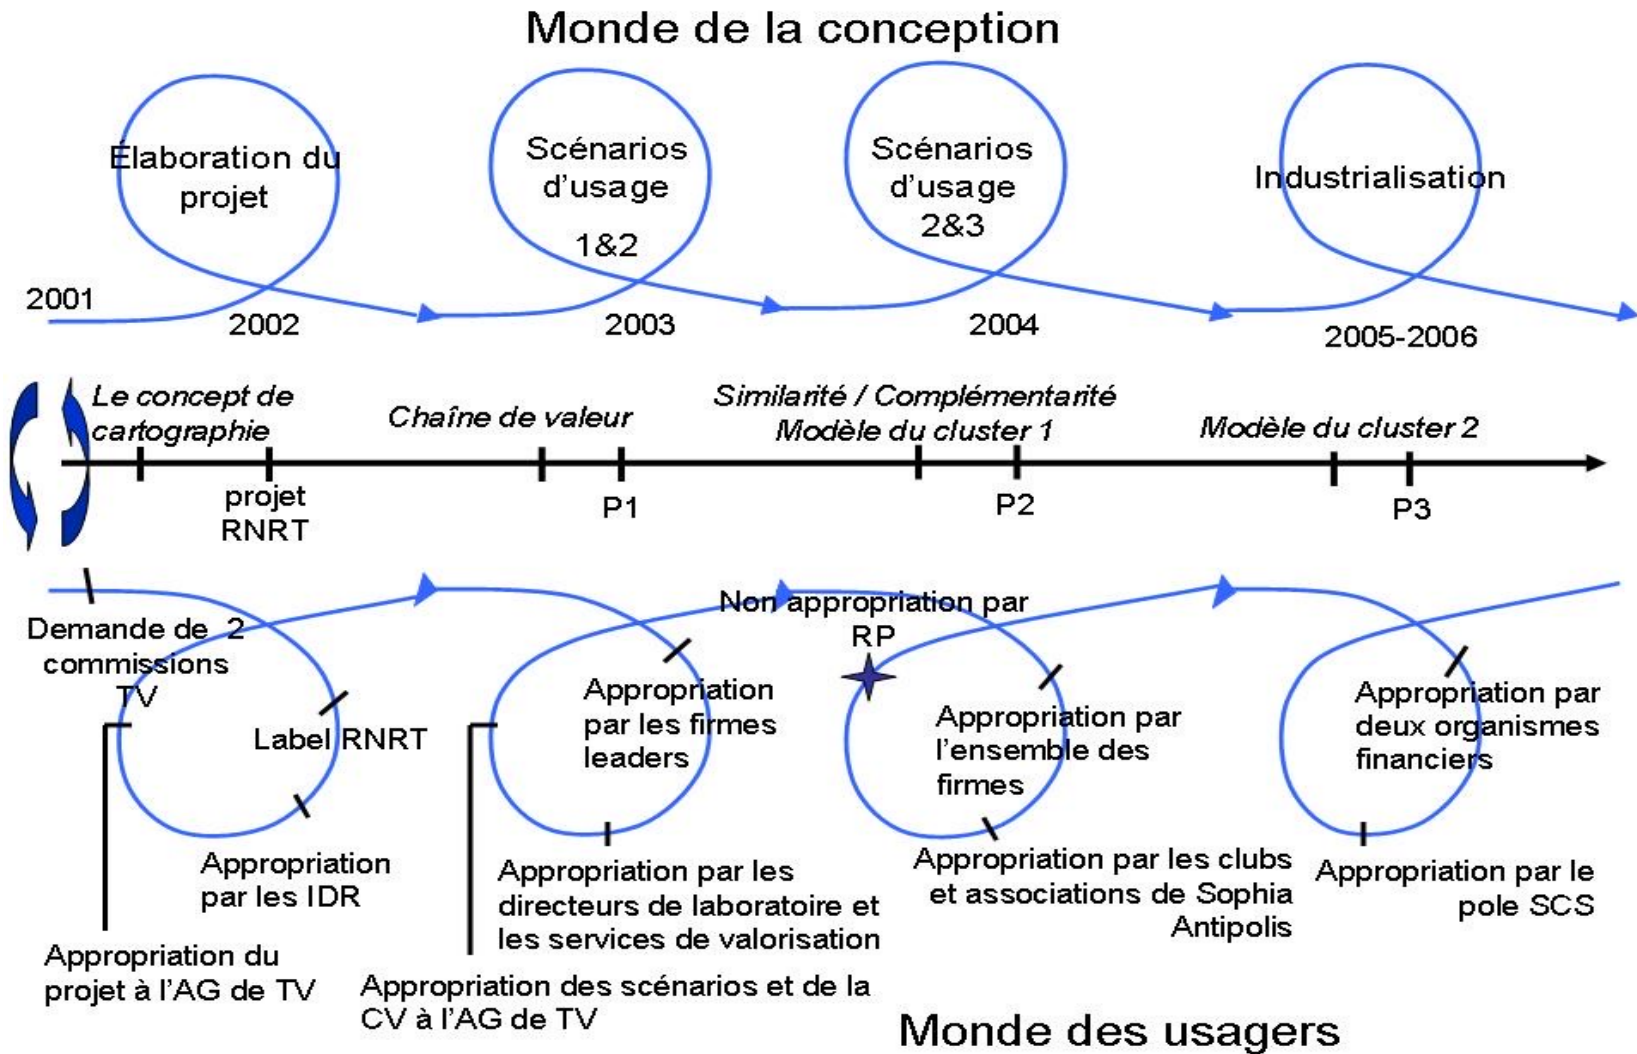 Monde de la conception
Élaboration du
projet
Scénarios
d'usage
1&2
Scénarios
d'usage
2&3
Industrialisation
2001
2002
2003
2004
2005-2006
Le concept de
cartographie
Chaîne de valeur
Similarité / Complémentarité
Modèle du cluster 1
Modèle du cluster 2
projet
RNRT
P1
P2
P3
Demande de 2
commissions
TV
Label RNRT
Appropriation
par les IDR
Appropriation du
projet à l'AG de TV
Appropriation
par les firmes
leaders
Appropriation par les
directeurs de laboratoire et
les services de valorisation
Appropriation des scénarios et de la
CV à l'AG de TV
Non appropriation par
RP
Appropriation par
l'ensemble des
firmes
Appropriation par les clubs
et associations de Sophia
Antipolis
Appropriation par
deux organismes
financiers
Appropriation par le
pole SCS
Monde des usagers